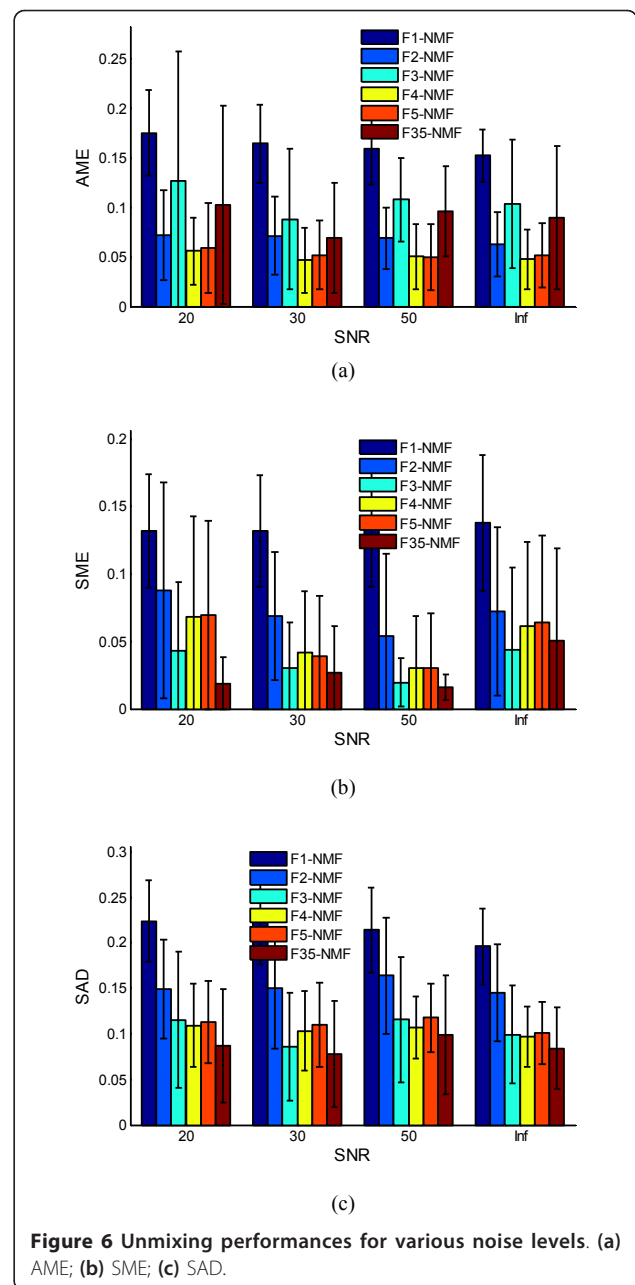 0.25
0.2
0.15
0.1
0.05
0
AME
F1-NMF
F2-NMF
F3-NMF
F4-NMF
F5-NMF
F35-NMF
20 30 50 Inf
SNR
(a)
0.2
0.15
0.1
0.05
0
SME
F1-NMF
F2-NMF
F3-NMF
F4-NMF
F5-NMF
F35-NMF
20 30 50 Inf
SNR
(b)
0.3
0.25
0.2
0.15
0.1
0.05
0
SAD
F1-NMF
F2-NMF
F3-NMF
F4-NMF
F5-NMF
F35-NMF
20 30 50 Inf
SNR
(c)
Figure 6 Unmixing performances for various noise levels. (a)
AME; (b) SME; (c) SAD.